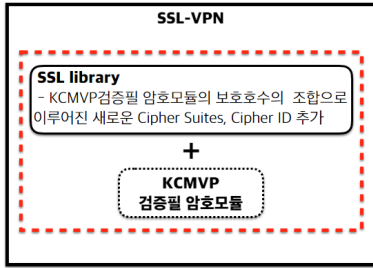 SSL-VPN
SSL library
- KCMVP검증필 암호모듈의 보호호수의 조합으로
이루어진 새로운 Cipher Suites, Cipher ID 추가
+
KCMVP
검증필 암호모듈